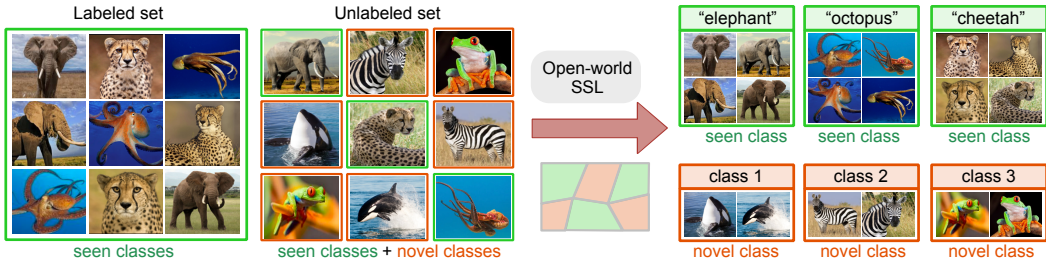 Labeled set
seen classes
Unlabeled set
seen classes + novel classes
Open-world
SSL
“elephant”
seen class
“octopus”
seen class
“cheetah”
seen class
class 1
novel class
class 2
novel class
class 3
novel class